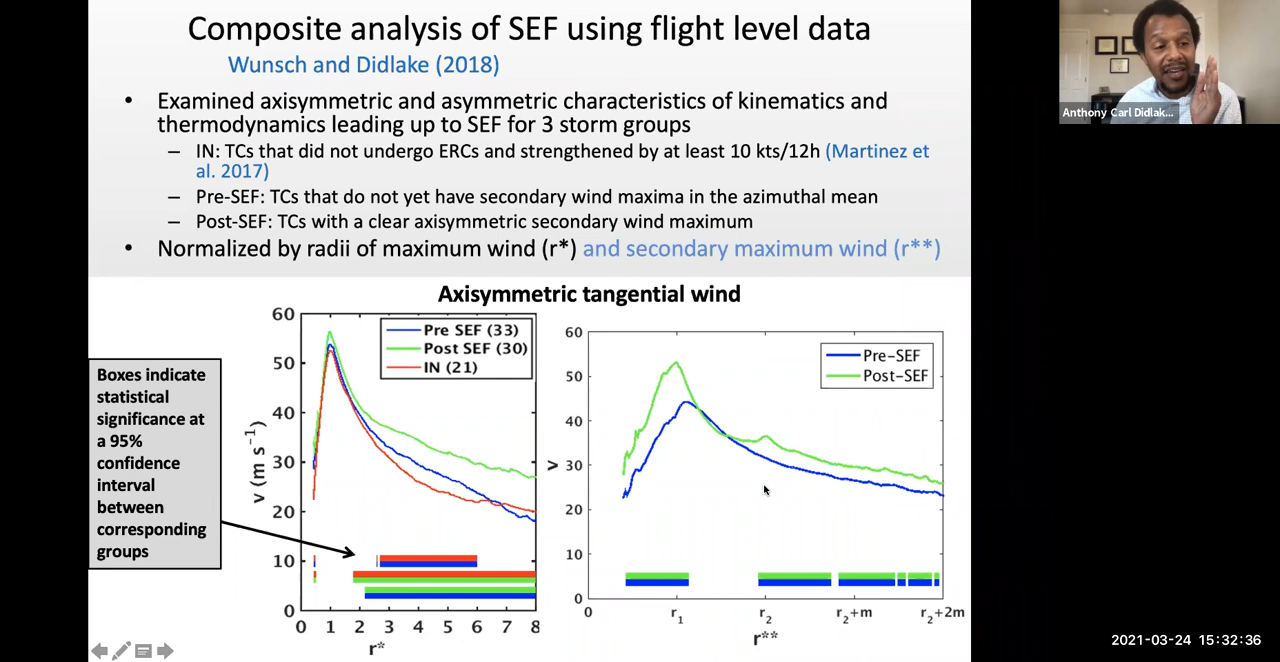 Composite analysis of SEF using flight level data
Wunsch and Didlake (2018)
• Examined axisymmetric and asymmetric characteristics of kinematics and
thermodynamics leading up to SEF for 3 storm groups
– IN: TCs that did not undergo ERCs and strengthened by at least 10 kts/12h (Martinez et
al. 2017)
– Pre-SEF: TCs that do not yet have secondary wind maxima in the azimuthal mean
– Post-SEF: TCs with a clear axisymmetric secondary wind maximum
• Normalized by radii of maximum wind (r*) and secondary maximum wind (r**)
Anthony Carl Didlak...
Axisymmetric tangential wind
Boxes indicate
statistical
significance at
a 95%
confidence
interval
between
corresponding
groups
60
50
40
30
20
10
0
v (m s⁻¹)
Pre SEF (33)
Post SEF (30)
IN (21)
0 1 2 3 4 5 6 7 8
r*
60
50
40
30
20
10
0
v
Pre-SEF
Post-SEF
0 r₁ r₂ r₂+m r₂+2m
r**
2021-03-24 15:32:36